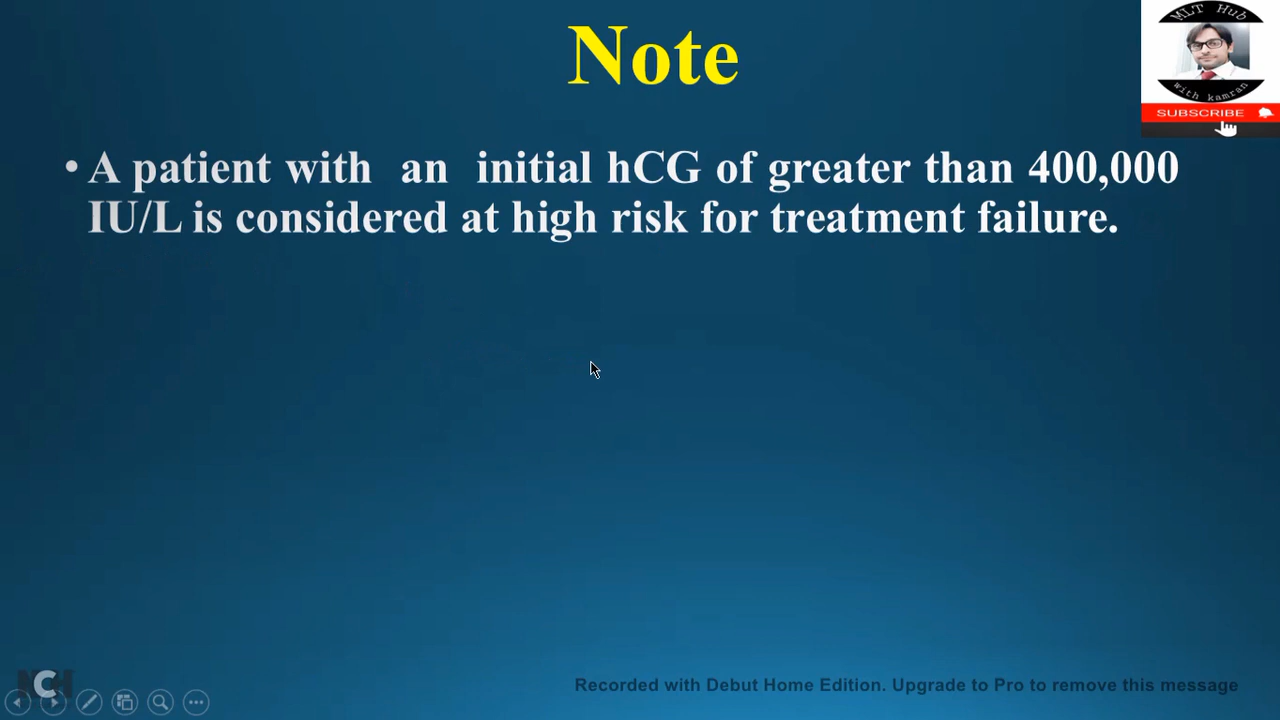 Note
MLT Hub
with kamran
SUBSCRIBE
• A patient with an initial hCG of greater than 400,000
IU/L is considered at high risk for treatment failure.
NCH
Recorded with Debut Home Edition. Upgrade to Pro to remove this message